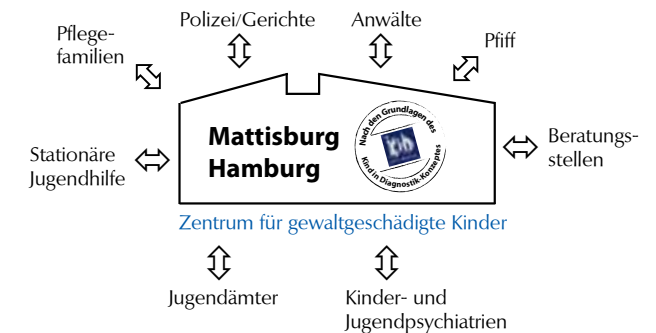 Polizei/Gerichte
Anwälte
Pflege-
familien
Pfiff
Mattisburg
Hamburg
Nach den Grundlagen des
Kind in Diagnostik-Konzeptes
Stationäre
Jugendhilfe
Beratungs-
stellen
Zentrum für gewaltgeschädigte Kinder
Jugendämter
Kinder- und
Jugendpsychiatrien